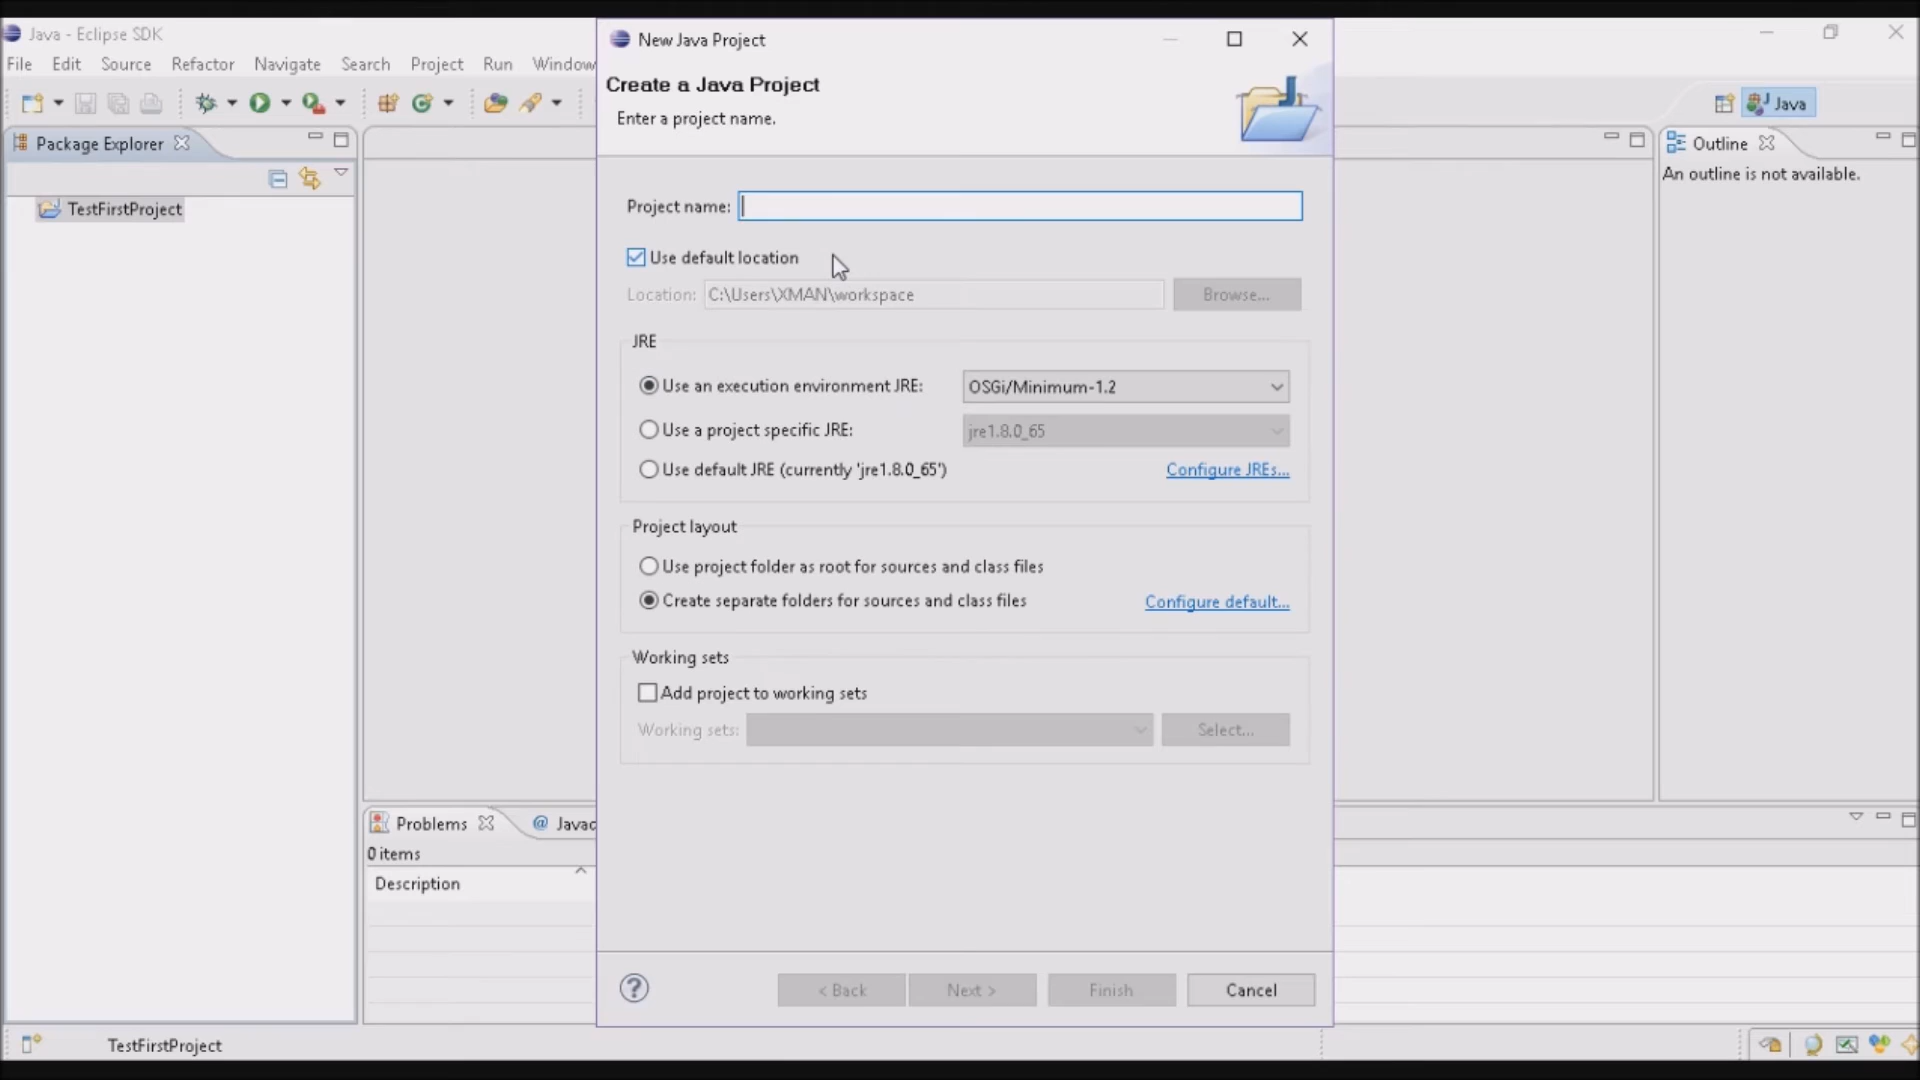 Java - Eclipse SDK
File Edit Source Refactor Navigate Search Project Run Window
Java
Package Explorer
TestFirstProject
New Java Project
Create a Java Project
Enter a project name.
Project name:
Use default location
Location: C:\Users\XMAN\workspace Browse...
JRE
Use an execution environment JRE: OSGi/Minimum-1.2
Use a project specific JRE: jre1.8.0_65
Use default JRE (currently 'jre1.8.0_65') Configure JREs...
Project layout
Use project folder as root for sources and class files
Create separate folders for sources and class files Configure default...
Working sets
Add project to working sets
Working sets: Select...
? < Back Next > Finish Cancel
Outline
An outline is not available.
Problems @ Javad
0 items
Description
TestFirstProject